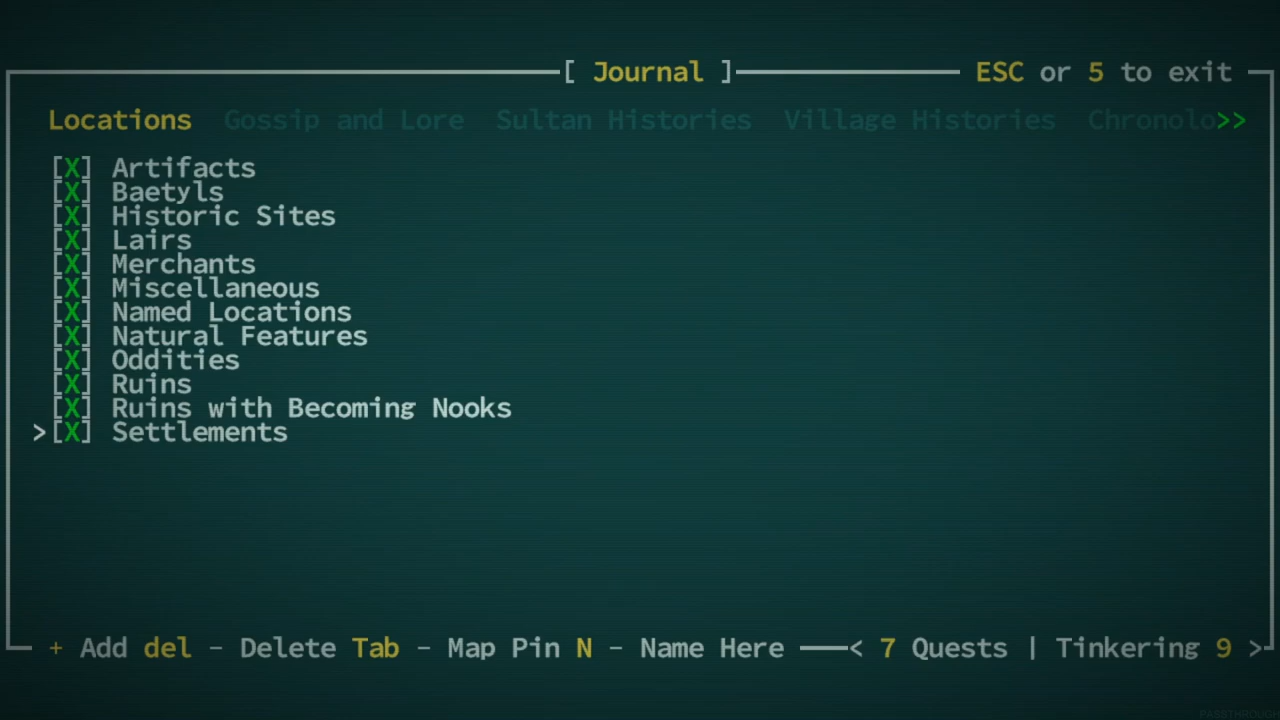 [ Journal ] ESC or 5 to exit
Locations Gossip and Lore Sultan Histories Village Histories Chronolo>>
[X] Artifacts
[X] Baetyls
[X] Historic Sites
[X] Lairs
[X] Merchants
[X] Miscellaneous
[X] Named Locations
[X] Natural Features
[X] Oddities
[X] Ruins
[X] Ruins with Becoming Nooks
>[X] Settlements
+ Add del - Delete Tab - Map Pin N - Name Here < 7 Quests | Tinkering 9 >